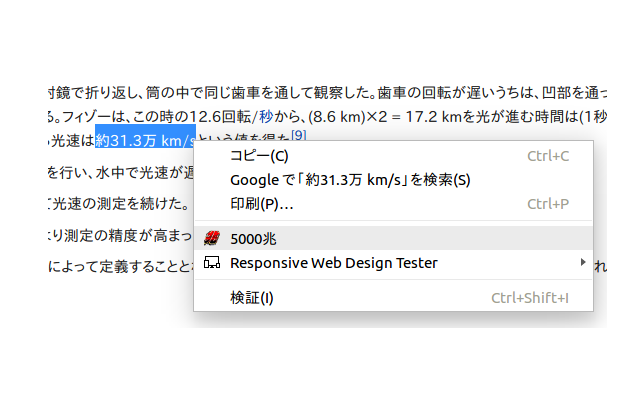 対鏡で折り返し、筒の中で同じ歯車を通して観察した。歯車の回転が遅いうちは、凹部を通っ
る。フィゾーは、この時の12.6回転/秒から、(8.6 km)×2 = 17.2 kmを光が進む時間は(1秒
光速は約31.3万 km/sという値を得た[9]
を行い、水中で光速が遅
て光速の測定を続けた。
より測定の精度が高まっ
によって定義することと
れ
コピー(C) Ctrl+C
Google で「約31.3万 km/s」を検索(S)
印刷(P)... Ctrl+P
5000兆
Responsive Web Design Tester
検証(I) Ctrl+Shift+I